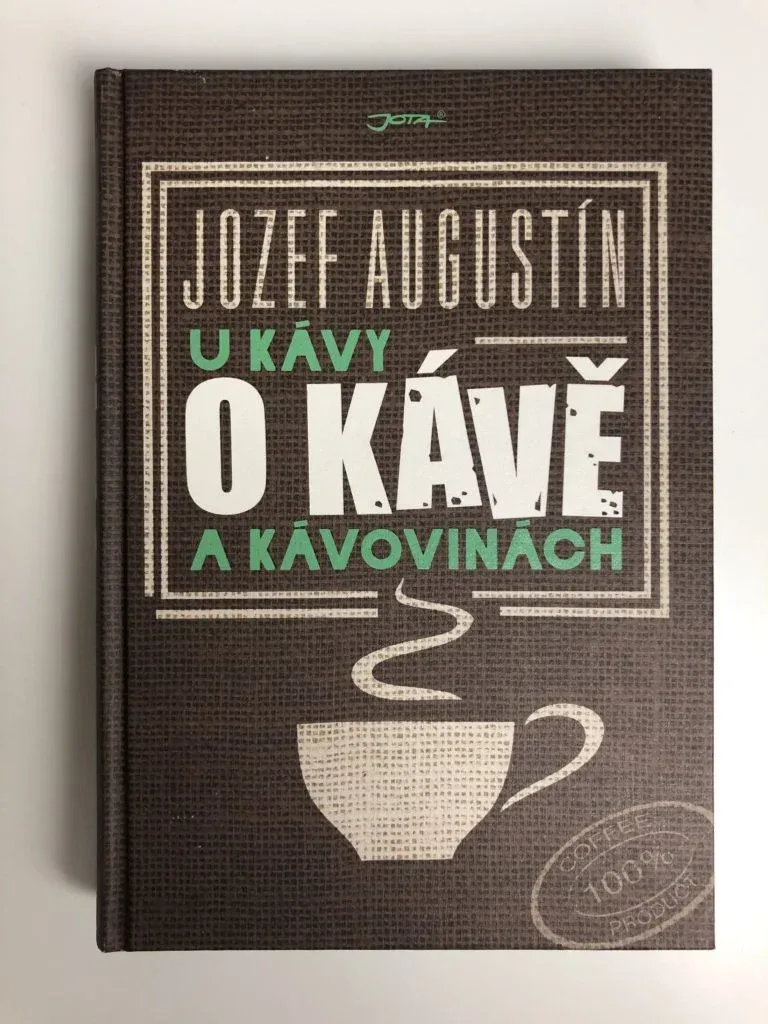 JOTA®
JOZEF AUGUSTÍN
U KÁVY
O KÁVĚ
A KÁVOVINÁCH
COFFEE
100%
PRODUCT